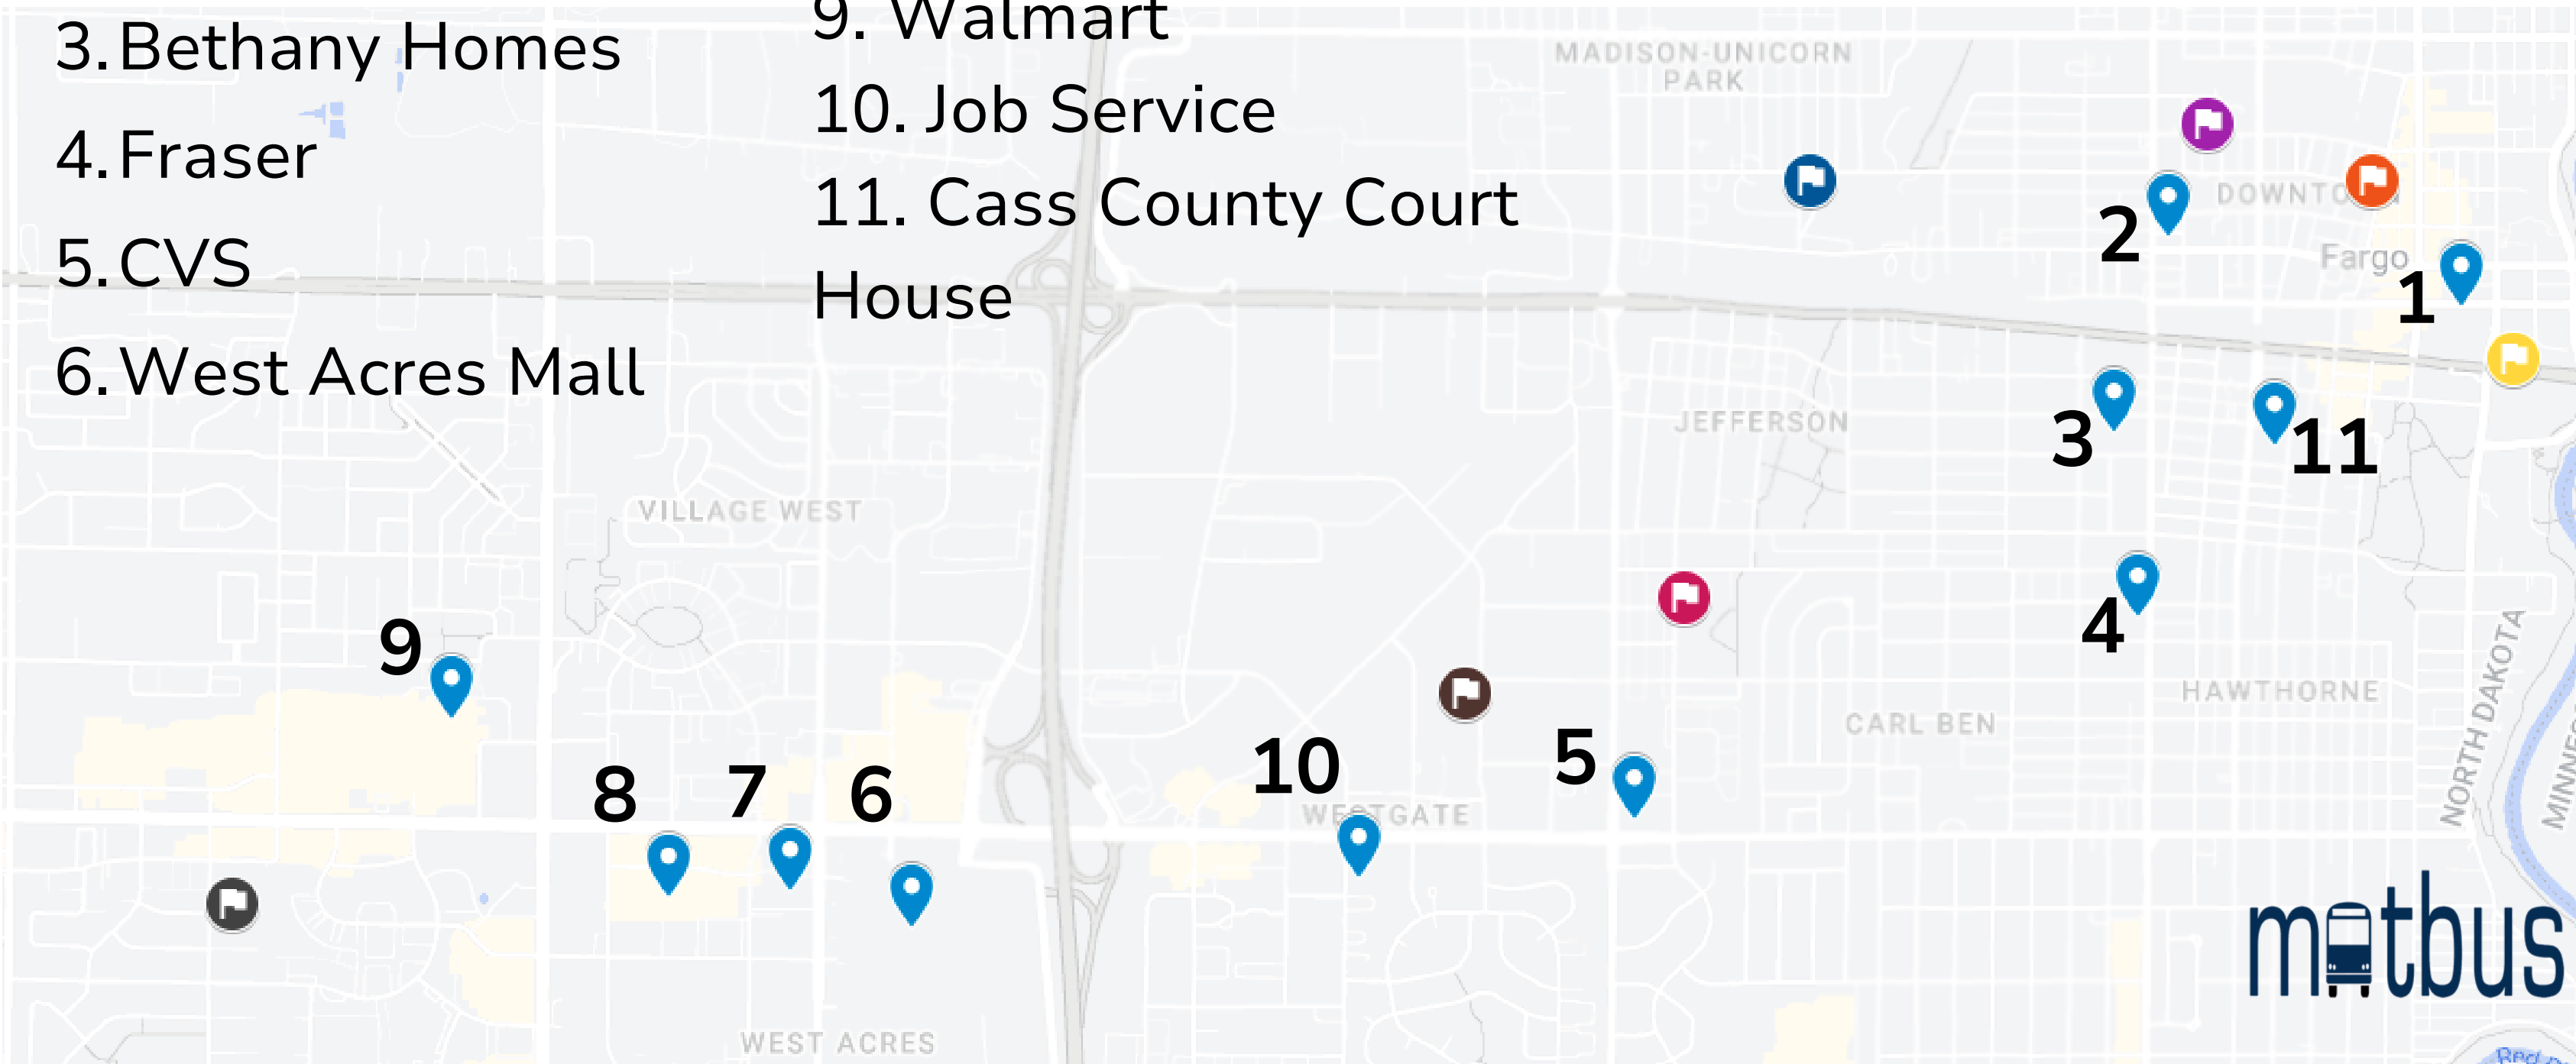 3. Bethany Homes
4. Fraser
5. CVS
6. West Acres Mall
9. Walmart
10. Job Service
11. Cass County Court
House
MADISON-UNICORN
PARK
DOWNTO
2
Fargo
1
JEFFERSON
3
11
VILLAGE WEST
9
4
HAWTHORNE
CARL BEN
NORTH DAKOTA
8
7
6
10
5
WESTGATE
matbus
WEST ACRES
Red